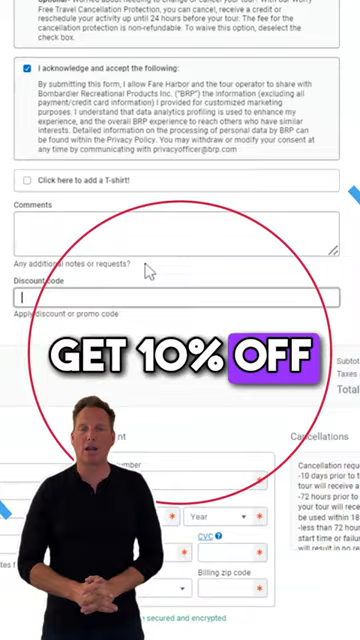 Optional- Worried about needing to change or cancel your tour? With our Worry
Free Travel Cancellation Protection, you can cancel, receive a credit or
reschedule your activity up until 24 hours before your tour. The fee for the
cancellation protection is non-refundable. To waive this option, deselect the
check box.
I acknowledge and accept the following:
By submitting this form, I allow Fare Harbor and the tour operator to share with
Bombardier Recreational Products Inc. ("BRP") the information (excluding all
payment/credit card information) I provided for customized marketing
purposes. I understand that data analytics profiling is used to enhance my
experience, and the overall BRP experience to reach others who have similar
interests. Detailed information on the processing of personal data by BRP can
be found within the Privacy Policy. You may withdraw or modify your consent
at any time by communicating with privacyofficer@brp.com
Click here to add a T-shirt!
Comments
Any additional notes or requests?
Discount code
Apply discount or promo code
GET 10% OFF
Subtot
Taxes
Total
nt
Cancellations
number
Cancellation reque
-10 days prior to t
tour will receive a
-72 hours prior to
your tour will rece
be used within 18
-less than 72 hour
start time or failur
will result in no re
Year
CVC
Billing zip code
secured and encrypted